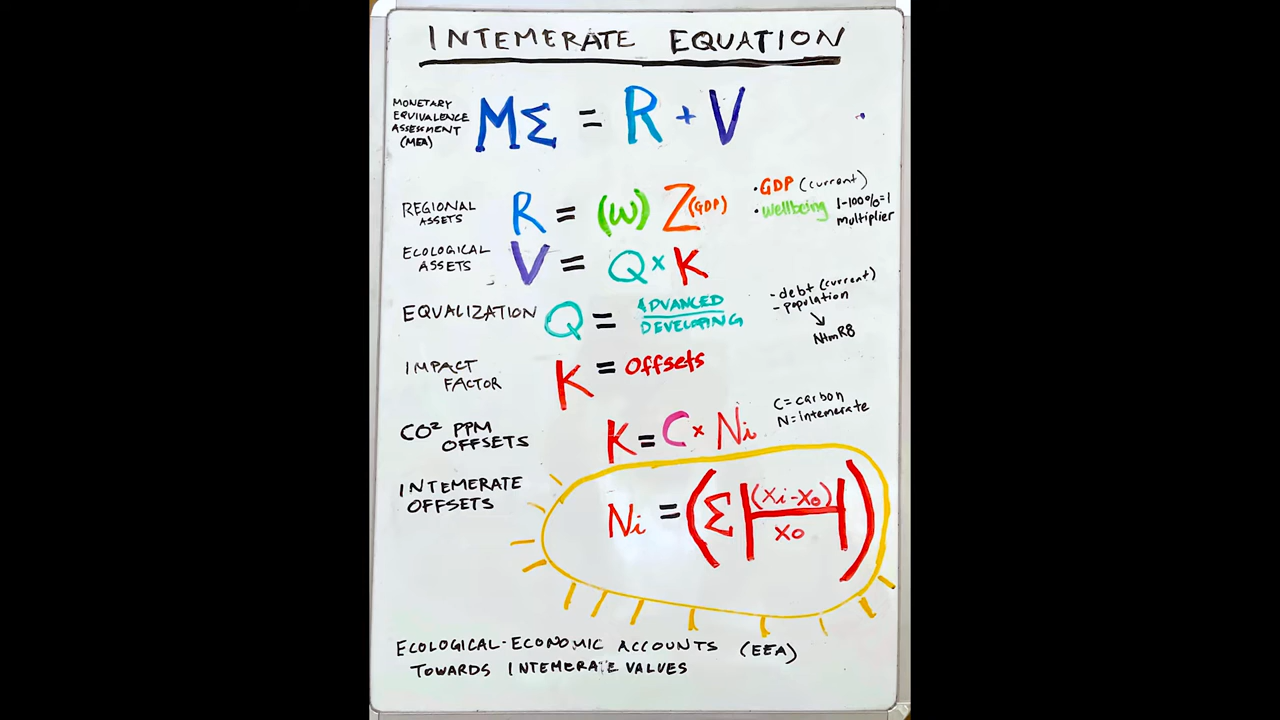 INTEMERATE EQUATION
MONETARY
EQUIVALENCE
ASSESSMENT
(MEA)
MΣ = R + V
REGIONAL
ASSETS
R = (W) Z(GDP)
• GDP (current)
• Wellbeing 1-100%=1
multiplier
ECOLOGICAL
ASSETS
V = Q × K
EQUALIZATION
Q = ADVANCED
DEVELOPING
- debt (current)
- population
NtmR8
IMPACT
FACTOR
K = Offsets
CO² PPM
OFFSETS
K = C × Ni
C = carbon
N = intemerate
INTEMERATE
OFFSETS
Ni = (Σ |(Xi-X0)|)
X0
ECOLOGICAL-ECONOMIC ACCOUNTS (EEA)
TOWARDS INTEMERATE VALUES